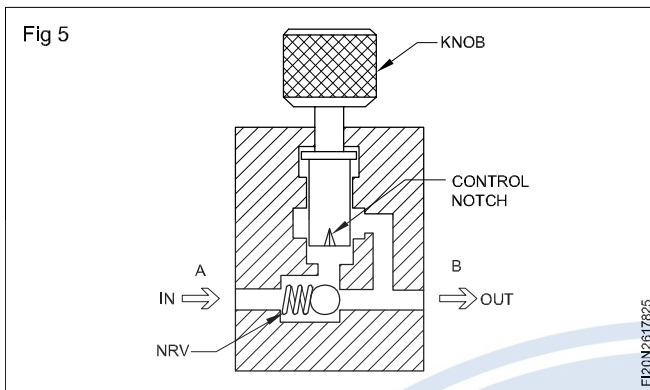 Fig 5
KNOB
CONTROL
NOTCH
A
B
IN
OUT
NRV
FI20N2617825